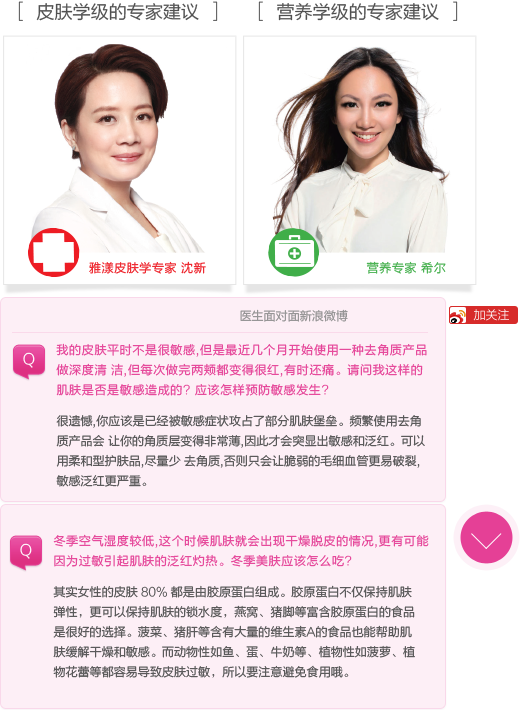 [ 皮肤学级的专家建议 ]
[ 营养学级的专家建议 ]
雅漾皮肤学专家 沈新
营养专家 希尔
医生面对面新浪微博
加关注
Q
我的皮肤平时不是很敏感,但是最近几个月开始使用一种去角质产品
做深度清 洁,但每次做完两颊都变得很红,有时还痛。请问我这样的
肌肤是否是敏感造成的?应该怎样预防敏感发生?
很遗憾,你应该是已经被敏感症状攻占了部分肌肤堡垒。频繁使用去角
质产品会 让你的角质层变得非常薄,因此才会突显出敏感和泛红。可以
用柔和型护肤品,尽量少 去角质,否则只会让脆弱的毛细血管更易破裂,
敏感泛红更严重。
Q
冬季空气湿度较低,这个时候肌肤就会出现干燥脱皮的情况,更有可能
因为过敏引起肌肤的泛红灼热。冬季美肤应该怎么吃?
其实女性的皮肤 80% 都是由胶原蛋白组成。胶原蛋白不仅保持肌肤
弹性，更可以保持肌肤的锁水度，燕窝、猪脚等富含胶原蛋白的食品
是很好的选择。菠菜、猪肝等含有大量的维生素A的食品也能帮助肌
肤缓解干燥和敏感。而动物性如鱼、蛋、牛奶等、植物性如菠萝、植
物花蕾等都容易导致皮肤过敏，所以要注意避免食用哦。